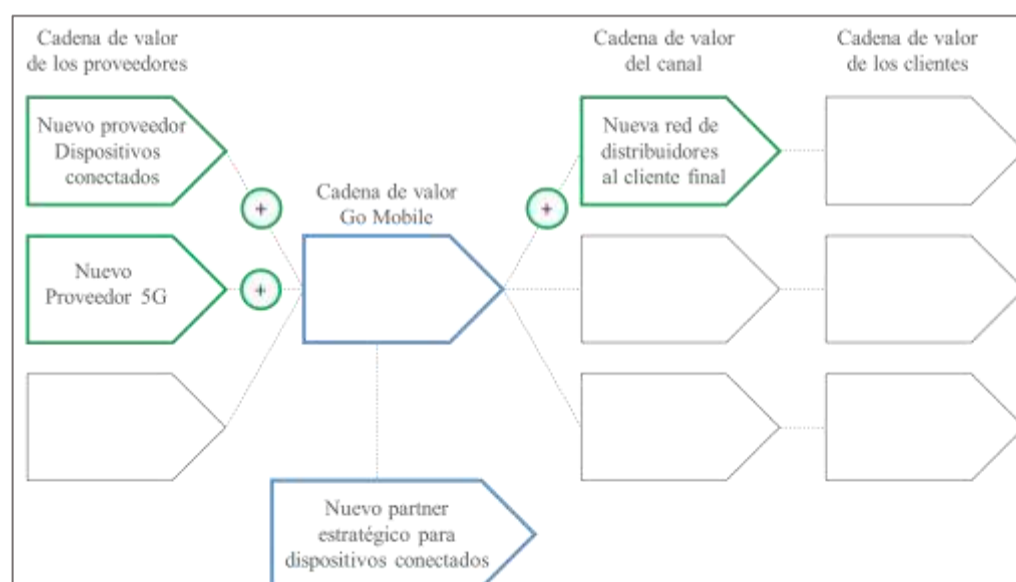 Cadena de valor
de los proveedores
Cadena de valor
del canal
Cadena de valor
de los clientes
Nuevo proveedor
Dispositivos
conectados
Nueva red de
distribuidores
al cliente final
+
+
Cadena de valor
Go Mobile
Nuevo
Proveedor 5G
+
Nuevo partner
estratégico para
dispositivos conectados